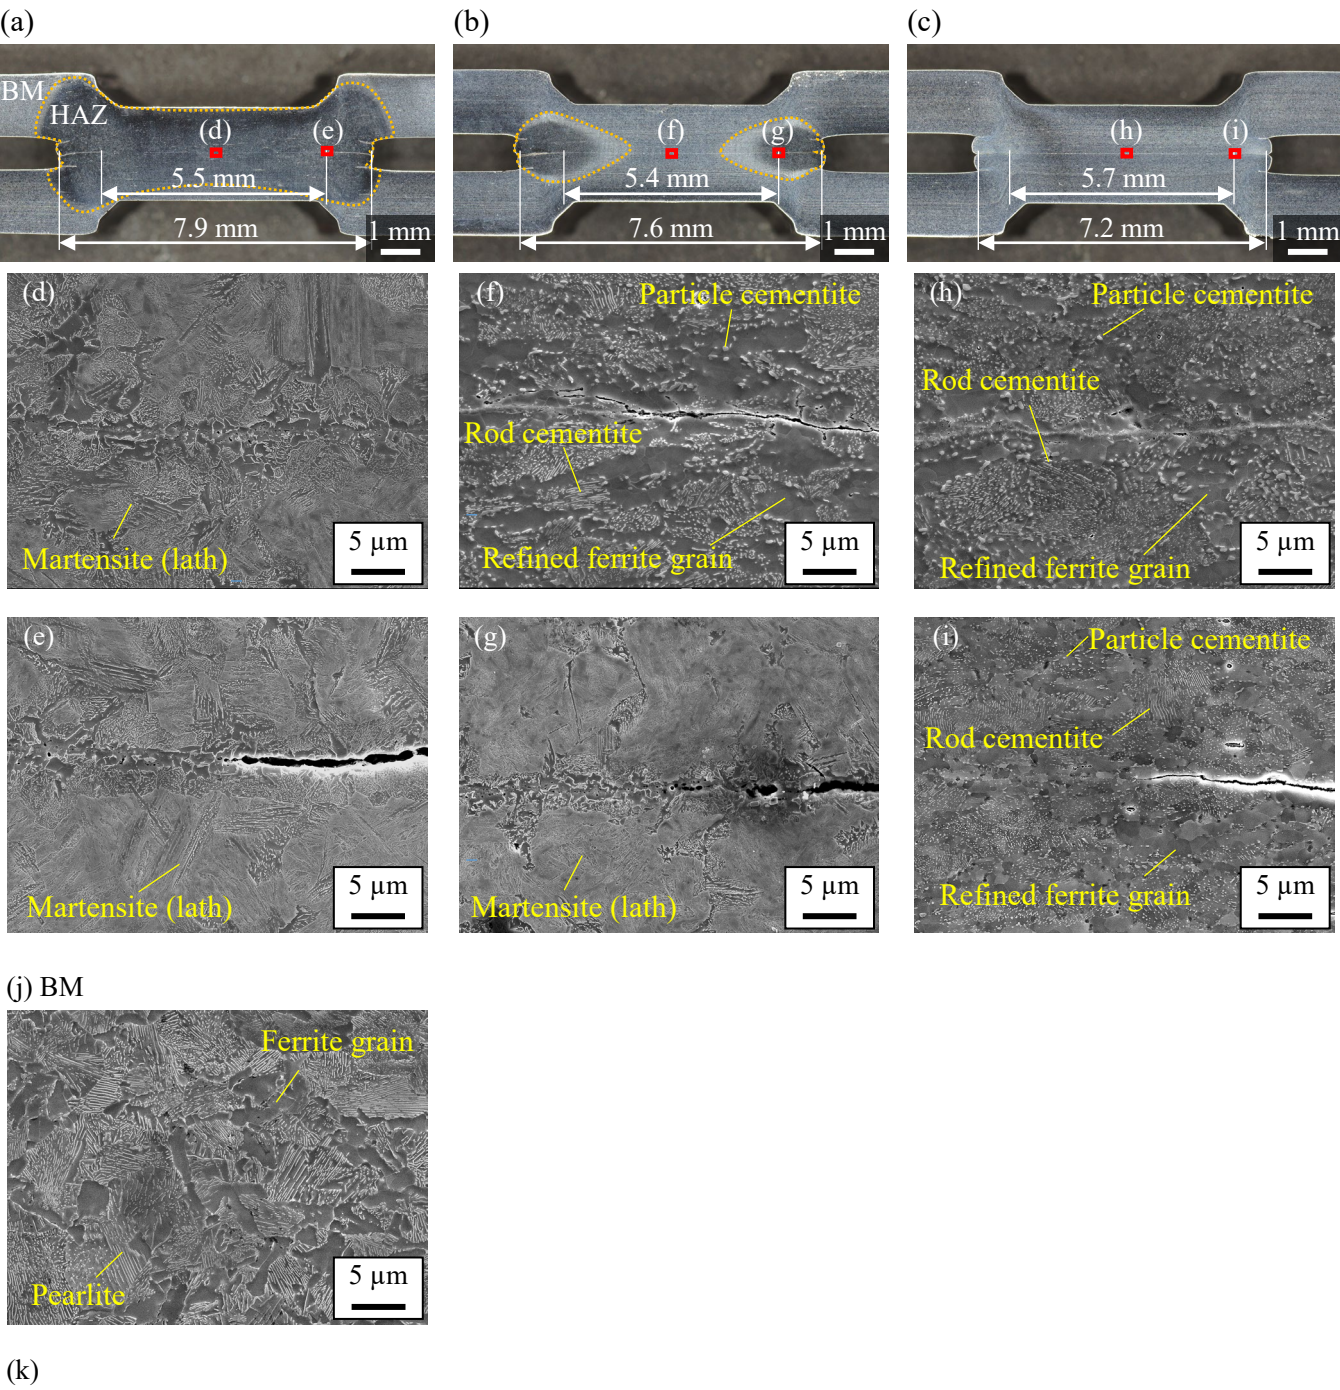 (a)
(b)
(c)
BM
HAZ
(d)
(e)
5.5 mm
7.9 mm
1 mm
(f)
(g)
5.4 mm
7.6 mm
1 mm
(h)
(i)
5.7 mm
7.2 mm
1 mm
(d)
Martensite (lath)
5 µm
(f)
Particle cementite
Rod cementite
Refined ferrite grain
5 µm
(h)
Particle cementite
Rod cementite
Refined ferrite grain
5 µm
(e)
Martensite (lath)
5 µm
(g)
Martensite (lath)
5 µm
(i)
Particle cementite
Rod cementite
Refined ferrite grain
5 µm
(j) BM
Ferrite grain
Pearlite
5 µm
(k)